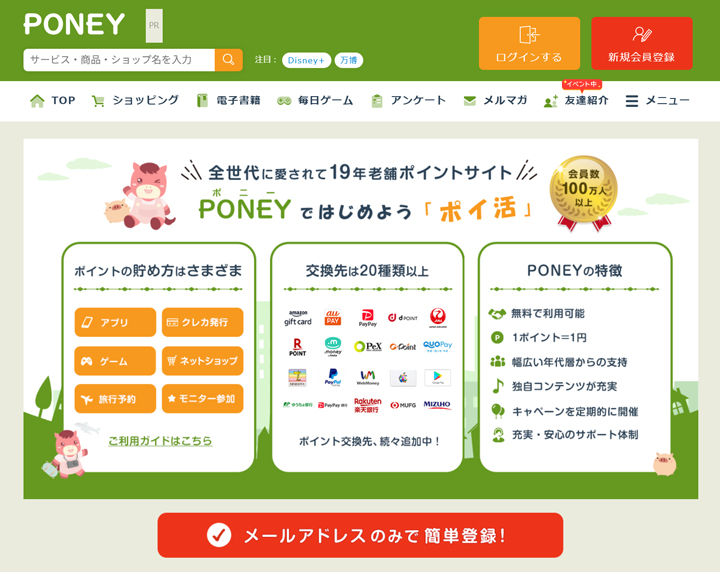 PONEY
PR
ログインする
新規会員登録
サービス・商品・ショップ名を入力
注目： Disney+ 万博
イベント中
TOP ショッピング 電子書籍 毎日ゲーム アンケート メルマガ 友達紹介 メニュー
全世代に愛されて19年老舗ポイントサイト
ポニー
PONEYではじめよう「ポイ活」
会員数
100万人
以上
ポイントの貯め方はさまざま
アプリ クレカ発行
ゲーム ネットショップ
旅行予約 モニター参加
ご利用ガイドはこちら
交換先は20種類以上
amazon gift card au PAY PayPay d POINT JAPAN AIRLINES
R POINT money PeX G Point QUO Pay
PayPal WebMoney Google Play
ゆうちょ銀行 PayPay 銀行 Rakuten 楽天銀行 MUFG MIZUHO
ポイント交換先、続々追加中！
PONEYの特徴
無料で利用可能
P 1ポイント=1円
幅広い年代層からの支持
独自コンテンツが充実
キャペーンを定期的に開催
充実・安心のサポート体制
メールアドレスのみで簡単登録！